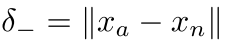 δ₋ = ‖xₐ − xₙ‖